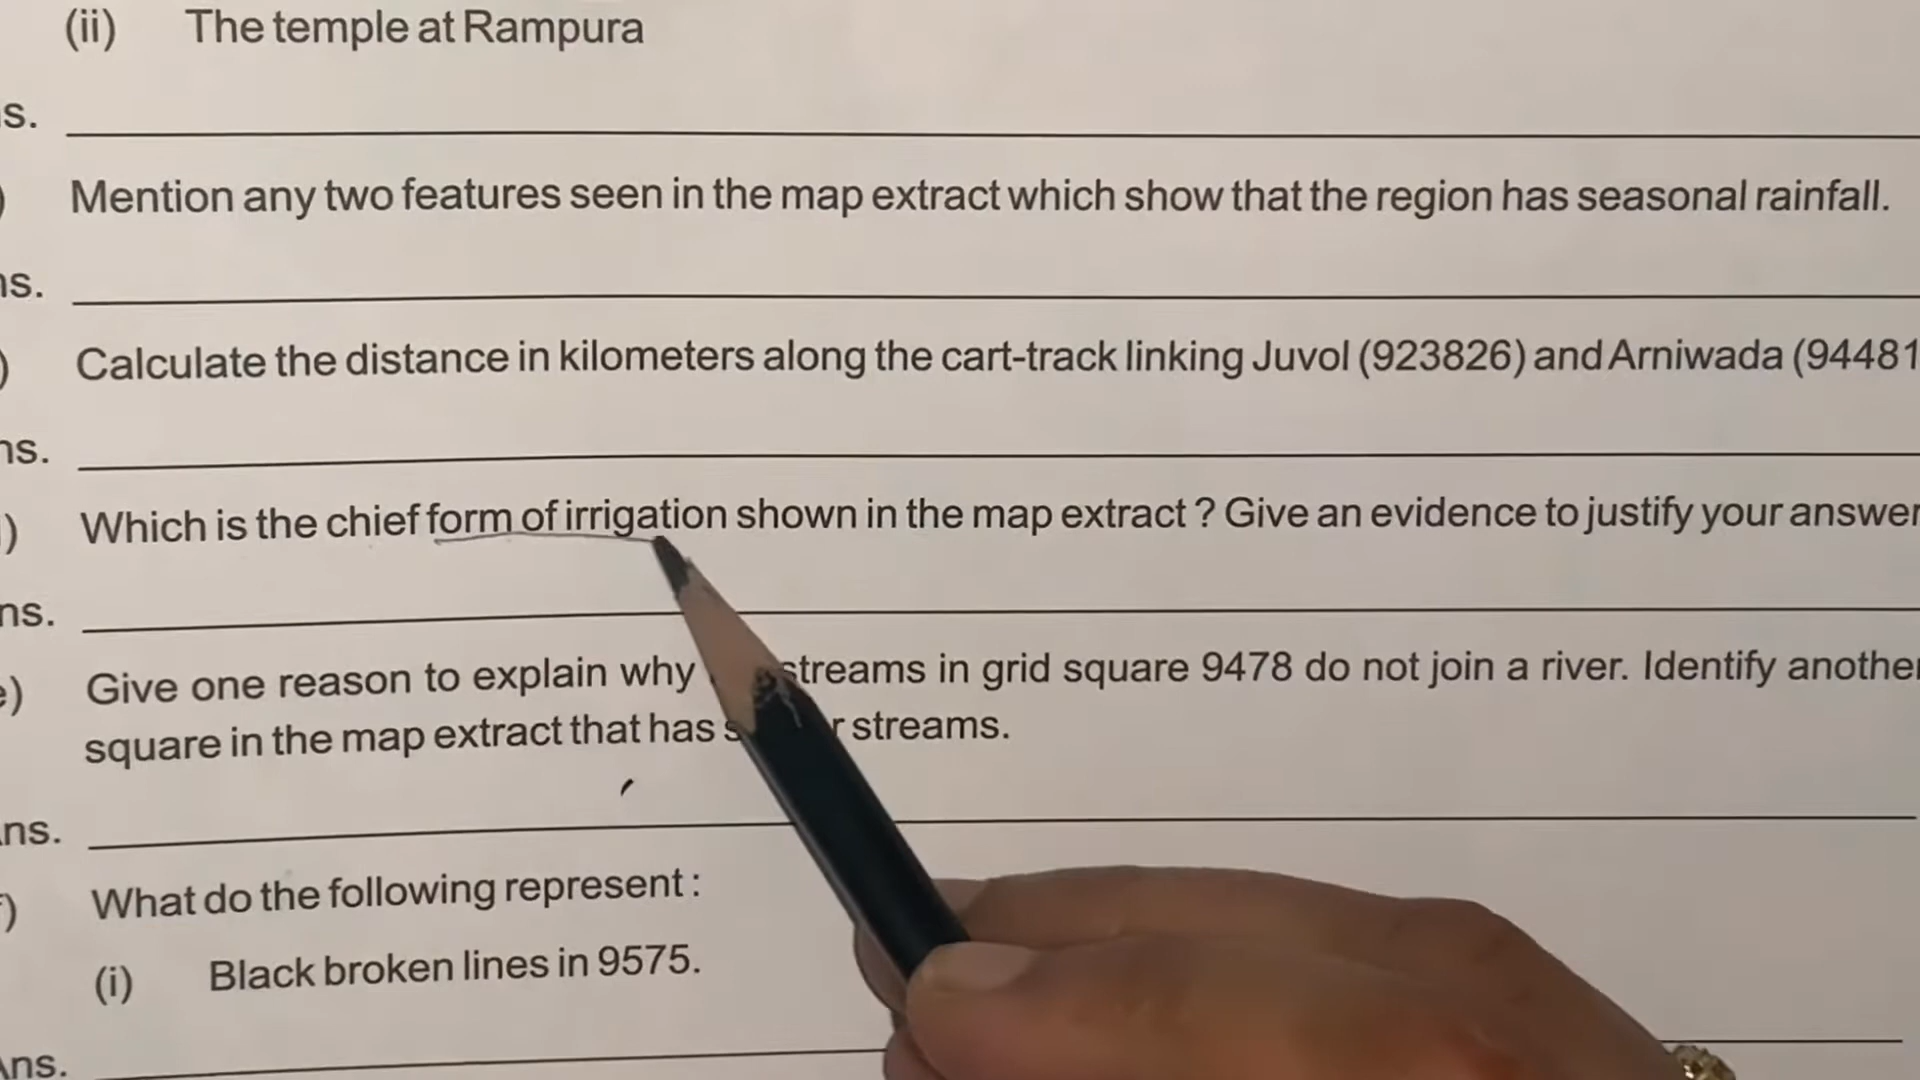 (ii) The temple at Rampura
s.
) Mention any two features seen in the map extract which show that the region has seasonal rainfall.
ns.
) Calculate the distance in kilometers along the cart-track linking Juvol (923826) and Arniwada (94481
ns.
) Which is the chief form of irrigation shown in the map extract ? Give an evidence to justify your answer
ns.
e) Give one reason to explain why streams in grid square 9478 do not join a river. Identify another
square in the map extract that has streams.
ns.
) What do the following represent :
(i) Black broken lines in 9575.
Ans.